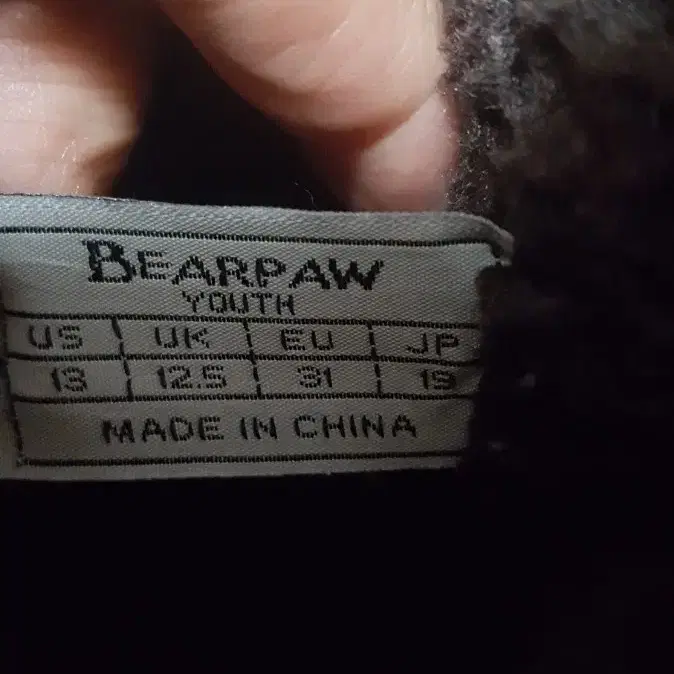 BEARPAW
YOUTH
US UK EU JP
13 12.5 31 19
MADE IN CHINA